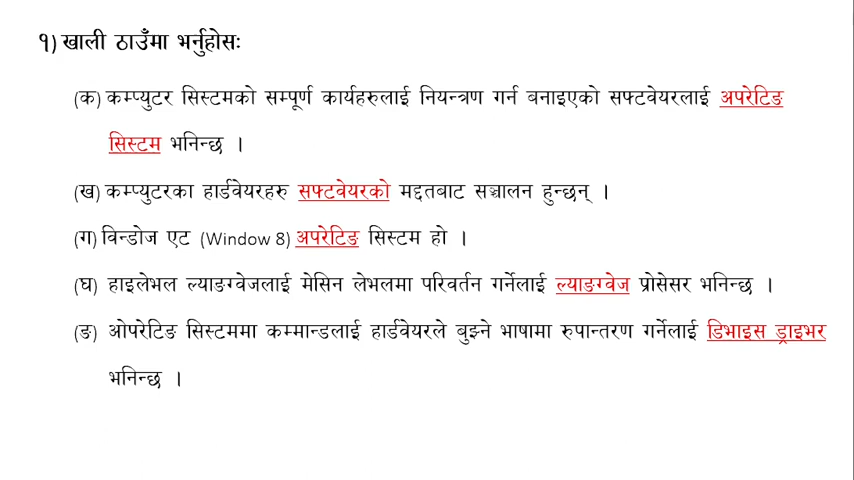 १) खाली ठाउँमा भर्नुहोसः
(क) कम्प्युटर सिस्टमको सम्पूर्ण कार्यहरुलाई नियन्त्रण गर्न बनाइएको सफ्टवेयरलाई अपरेटिङ
सिस्टम भनिन्छ ।
(ख) कम्प्युटरका हार्डवेयरहरु सफ्टवेयरको मद्दतबाट सञ्चालन हुन्छन् ।
(ग) विन्डोज एट (Window 8) अपरेटिङ सिस्टम हो ।
(घ) हाइलेभल ल्याङग्वेजलाई मेसिन लेभलमा परिवर्तन गर्नेलाई ल्याङग्वेज प्रोसेसर भनिन्छ ।
(ङ) ओपरेटिङ सिस्टममा कम्मान्डलाई हार्डवेयरले बुझ्ने भाषामा रुपान्तरण गर्नेलाई डिभाइस ड्राइभर
भनिन्छ ।